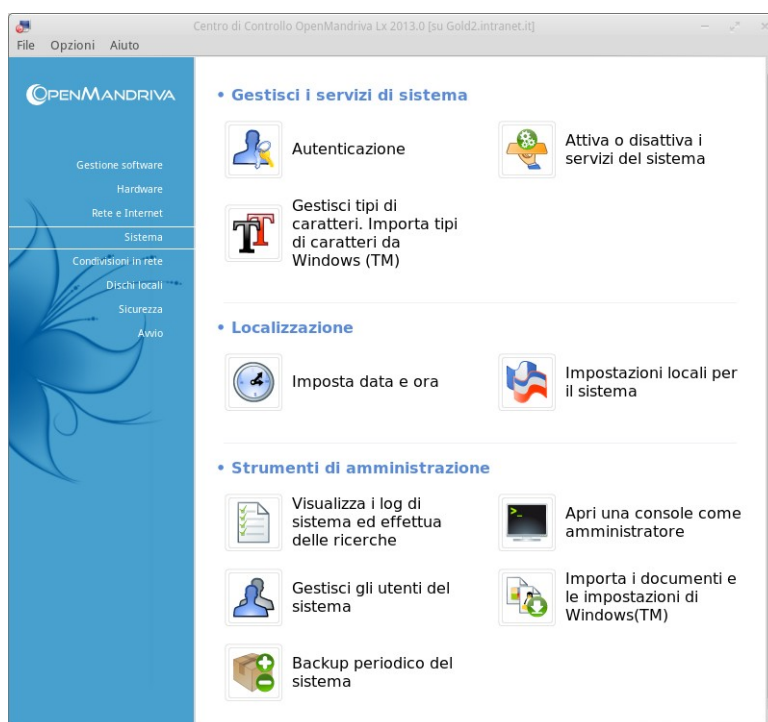 Centro di Controllo OpenMandriva Lx 2013.0 [su Gold2.intranet.it]
File Opzioni Aiuto
OPENMANDRIVA
Gestione software
Hardware
Rete e Internet
Sistema
Condivisioni in rete
Dischi locali
Sicurezza
Avvio
• Gestisci i servizi di sistema
Autenticazione
Attiva o disattiva i
servizi del sistema
Gestisci tipi di
caratteri. Importa tipi
di caratteri da
Windows (TM)
• Localizzazione
Imposta data e ora
Impostazioni locali per
il sistema
• Strumenti di amministrazione
Visualizza i log di
sistema ed effettua
delle ricerche
Apri una console come
amministratore
Gestisci gli utenti del
sistema
Importa i documenti e
le impostazioni di
Windows(TM)
Backup periodico del
sistema